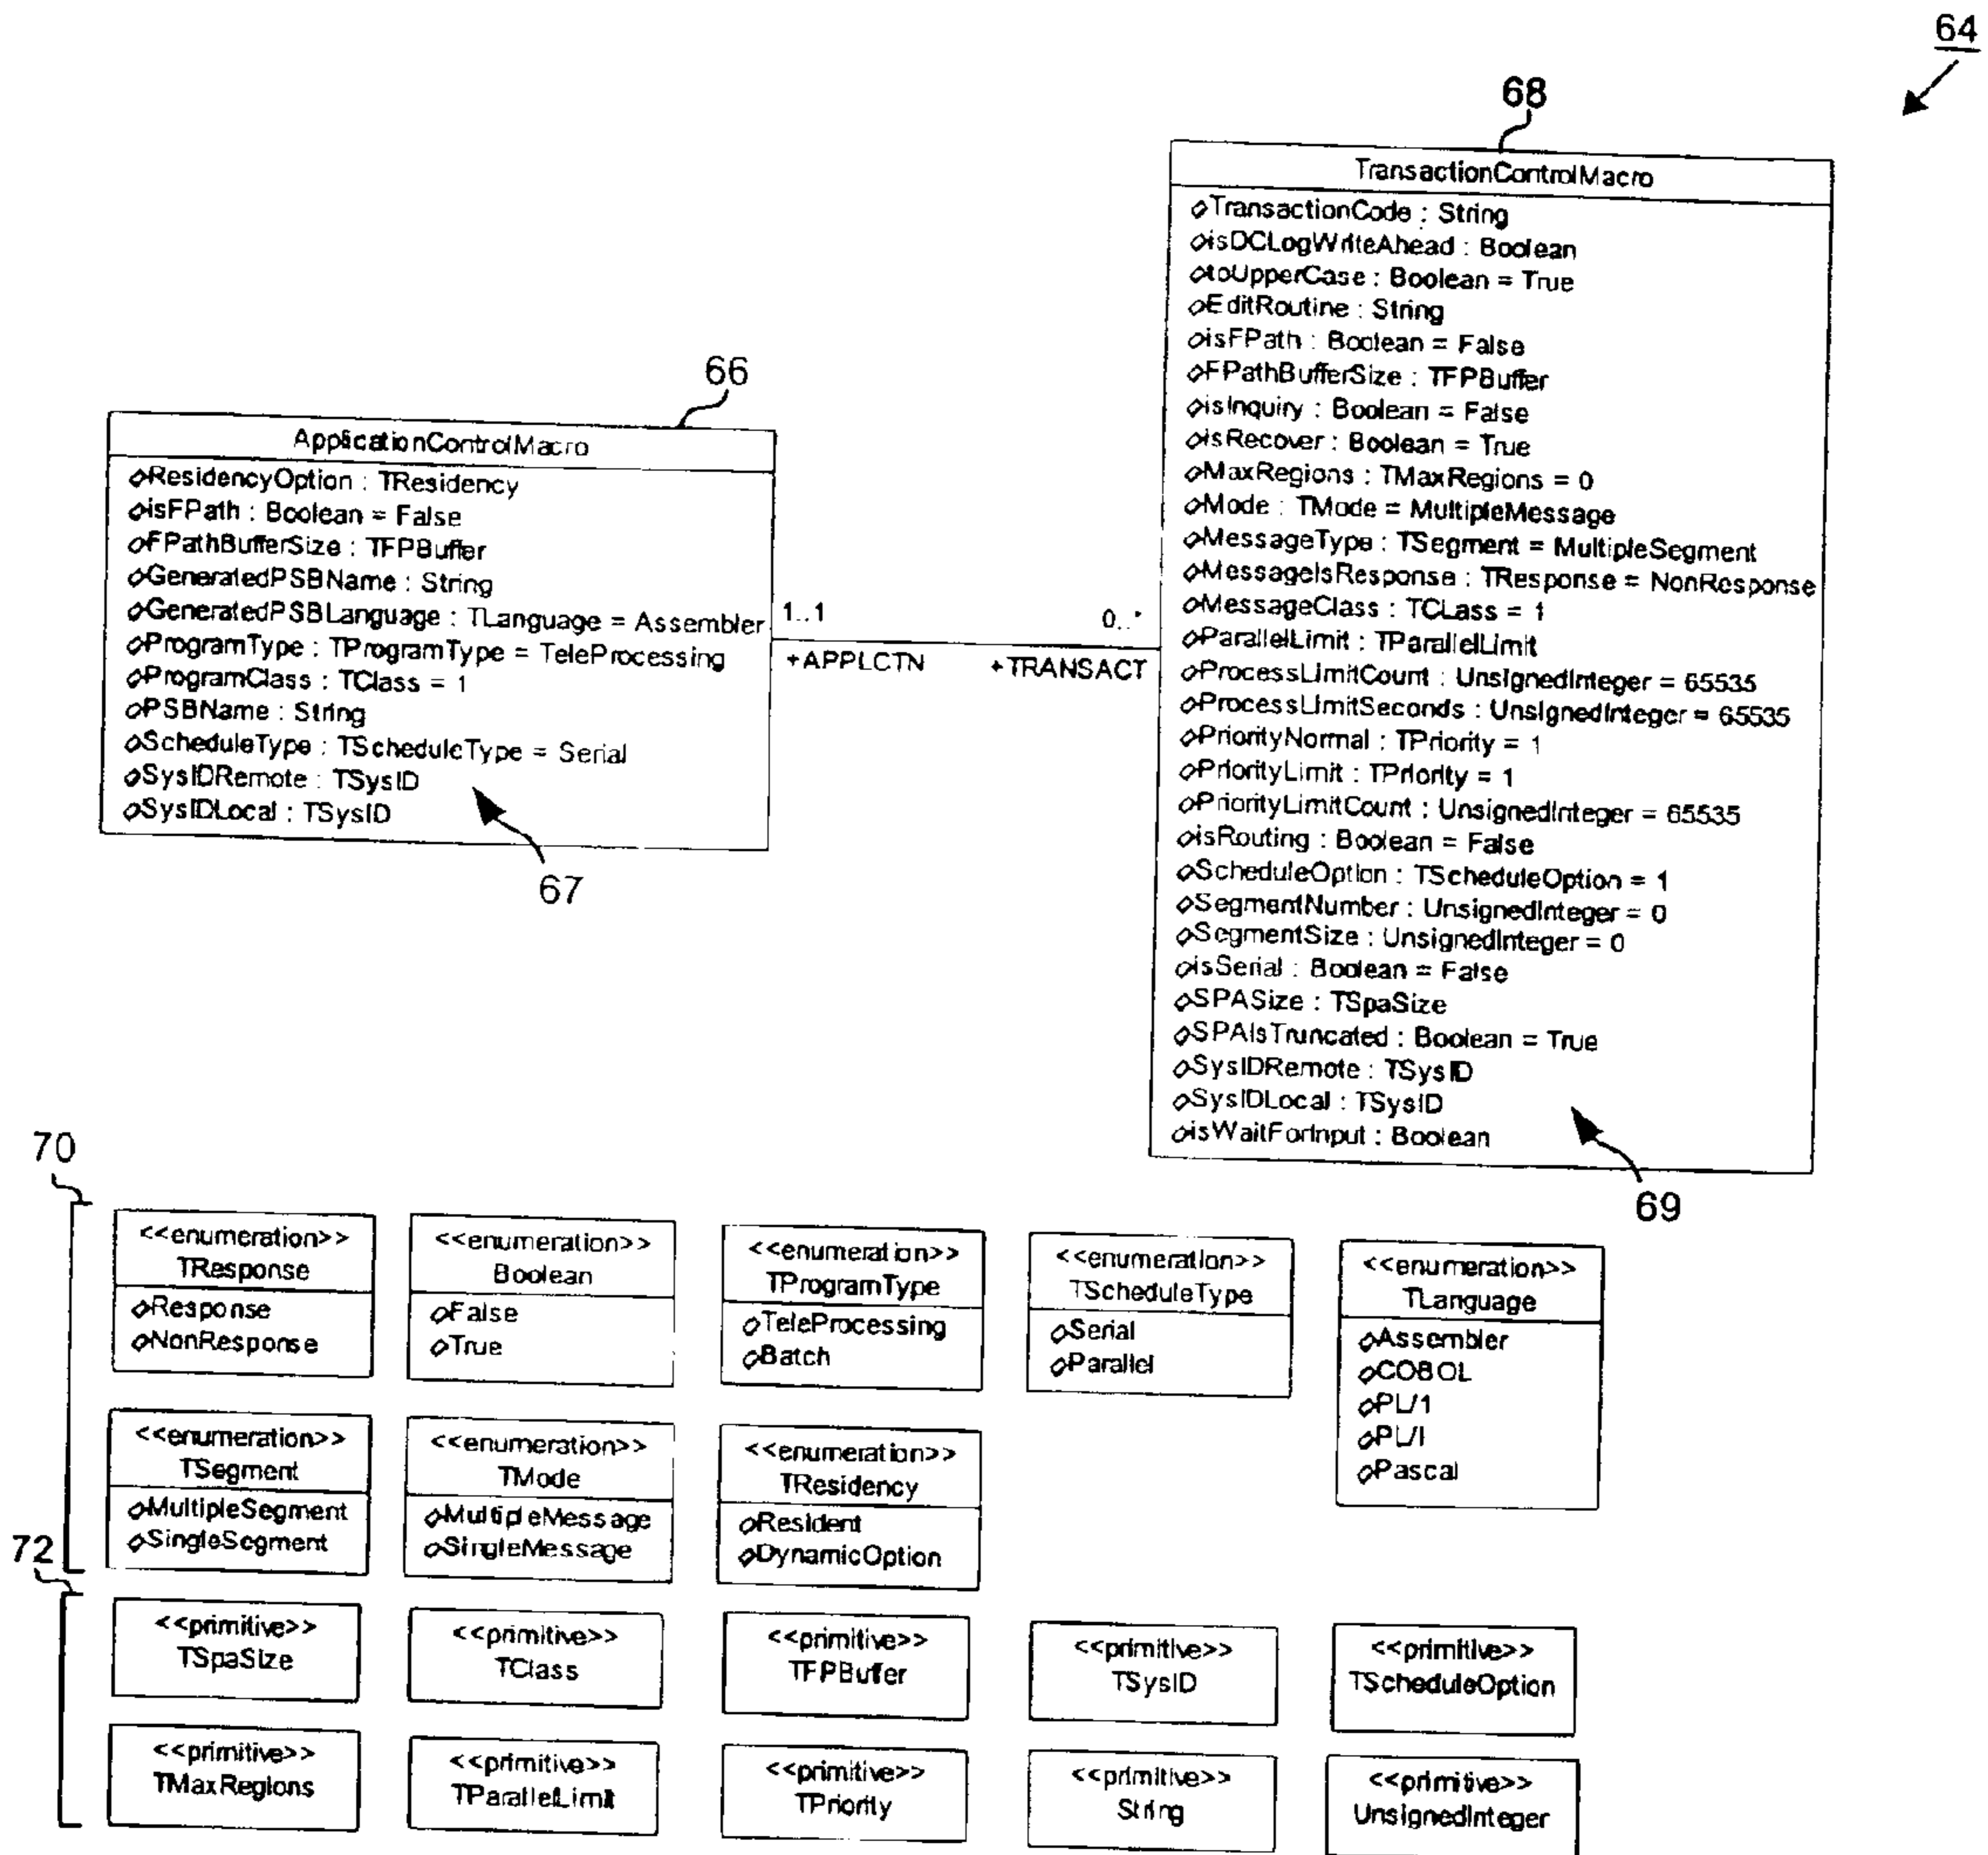 64
68
TransactionControlMacro
TransactionCode : String
isDCLogWriteAhead : Boolean
toUpperCase : Boolean = True
EditRoutine : String
isFPath : Boolean = False
FPathBufferSize : TFPBuffer
isInquiry : Boolean = False
isRecover : Boolean = True
MaxRegions : TMaxRegions = 0
Mode : TMode = MultipleMessage
MessageType : TSegment = MultipleSegment
MessageIsResponse : TResponse = NonResponse
MessageClass : TCLass = 1
ParallelLimit : TParallelLimit
ProcessLimitCount : UnsignedInteger = 65535
ProcessLimitSeconds : UnsignedInteger = 65535
PriorityNormal : TPriority = 1
PriorityLimit : TPriority = 1
PriorityLimitCount : UnsignedInteger = 65535
isRouting : Boolean = False
ScheduleOption : TScheduleOption = 1
SegmentNumber : UnsignedInteger = 0
SegmentSize : UnsignedInteger = 0
isSerial : Boolean = False
SPASize : TSpaSize
SPAIsTruncated : Boolean = True
SysIDRemote : TSysID
SysIDLocal : TSysID
isWaitForInput : Boolean
69
66
ApplicationControlMacro
ResidencyOption : TResidency
isFPath : Boolean = False
FPathBufferSize : TFPBuffer
GeneratedPSBName : String
GeneratedPSBLanguage : TLanguage = Assembler
ProgramType : TProgramType = TeleProcessing
ProgramClass : TClass = 1
PSBName : String
ScheduleType : TScheduleType = Serial
SysIDRemote : TSysID
SysIDLocal : TSysID
67
1..1
0..*
+APPLCTN
+TRANSACT
70
<<enumeration>>
TResponse
Response
NonResponse
<<enumeration>>
Boolean
False
True
<<enumeration>>
TProgramType
TeleProcessing
Batch
<<enumeration>>
TScheduleType
Serial
Parallel
<<enumeration>>
TLanguage
Assembler
COBOL
PL/1
PL/I
Pascal
<<enumeration>>
TSegment
MultipleSegment
SingleSegment
<<enumeration>>
TMode
MultipleMessage
SingleMessage
<<enumeration>>
TResidency
Resident
DynamicOption
72
<<primitive>>
TSpaSize
<<primitive>>
TClass
<<primitive>>
TFPBuffer
<<primitive>>
TSysID
<<primitive>>
TScheduleOption
<<primitive>>
TMaxRegions
<<primitive>>
TParallelLimit
<<primitive>>
TPriority
<<primitive>>
String
<<primitive>>
UnsignedInteger